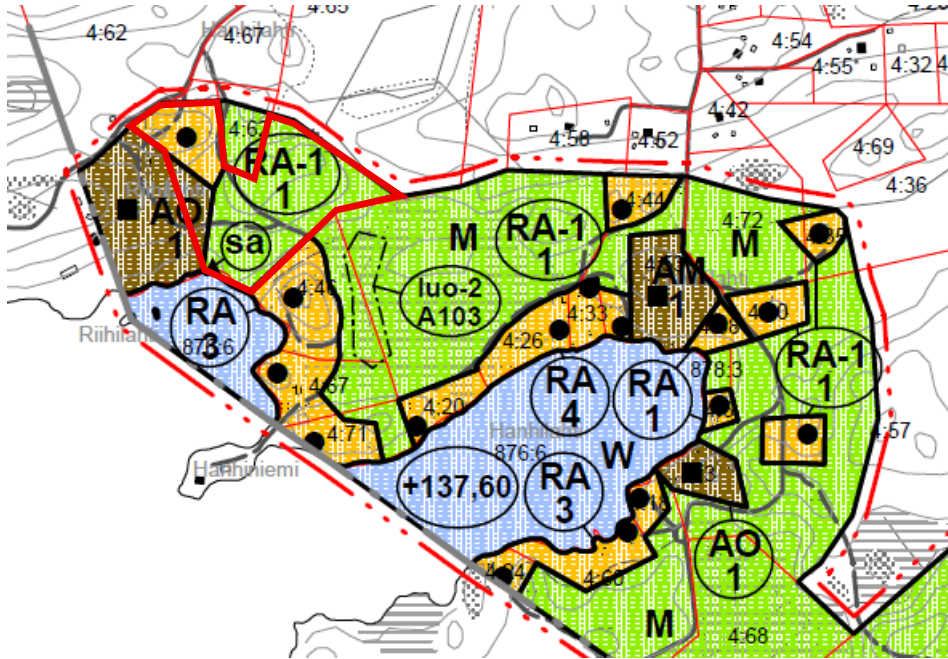 4:65
4:62
4:67
Hanhilahti
4:54
4:55
4:32
4:42
4:58
4:52
4:69
4:36
4:44
4:72
RA-1
1
AO
1
sa
M
RA-1
1
M
AM
1
luo-2
A103
RA
3
Riihilahti
4:33
4:26
878:3
RA-1
1
4:67
RA
4
RA
1
4:20
4:71
4:57
Hanhiniemi
876:6
W
+137,60
RA
3
AO
1
M
4:68